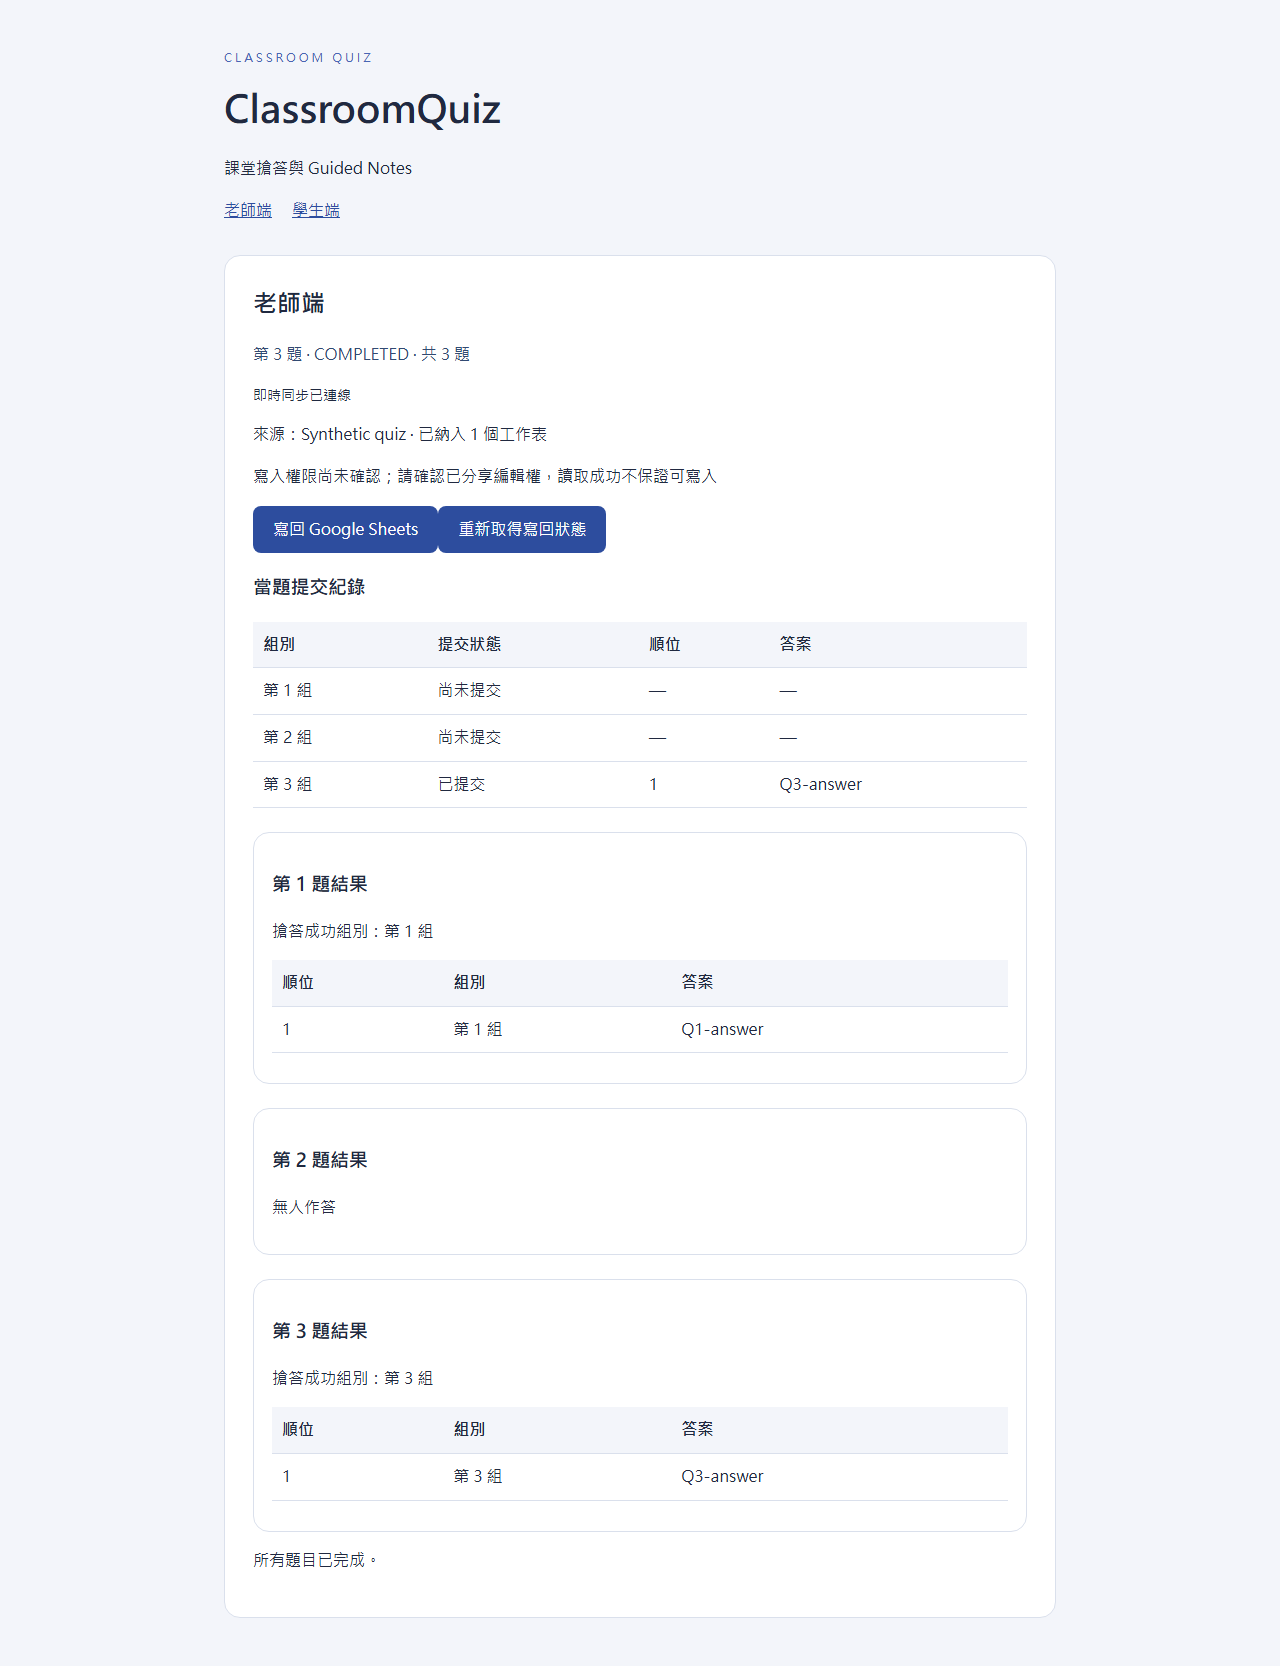 CLASSROOM QUIZ
ClassroomQuiz
課堂搶答與 Guided Notes
老師端 學生端
老師端
第 3 題 · COMPLETED · 共 3 題
即時同步已連線
來源：Synthetic quiz · 已納入 1 個工作表
寫入權限尚未確認；請確認已分享編輯權，讀取成功不保證可寫入
寫回 Google Sheets 重新取得寫回狀態
當題提交紀錄
組別 提交狀態 順位 答案
第 1 組 尚未提交 — —
第 2 組 尚未提交 — —
第 3 組 已提交 1 Q3-answer
第 1 題結果
搶答成功組別：第 1 組
順位 組別 答案
1 第 1 組 Q1-answer
第 2 題結果
無人作答
第 3 題結果
搶答成功組別：第 3 組
順位 組別 答案
1 第 3 組 Q3-answer
所有題目已完成。